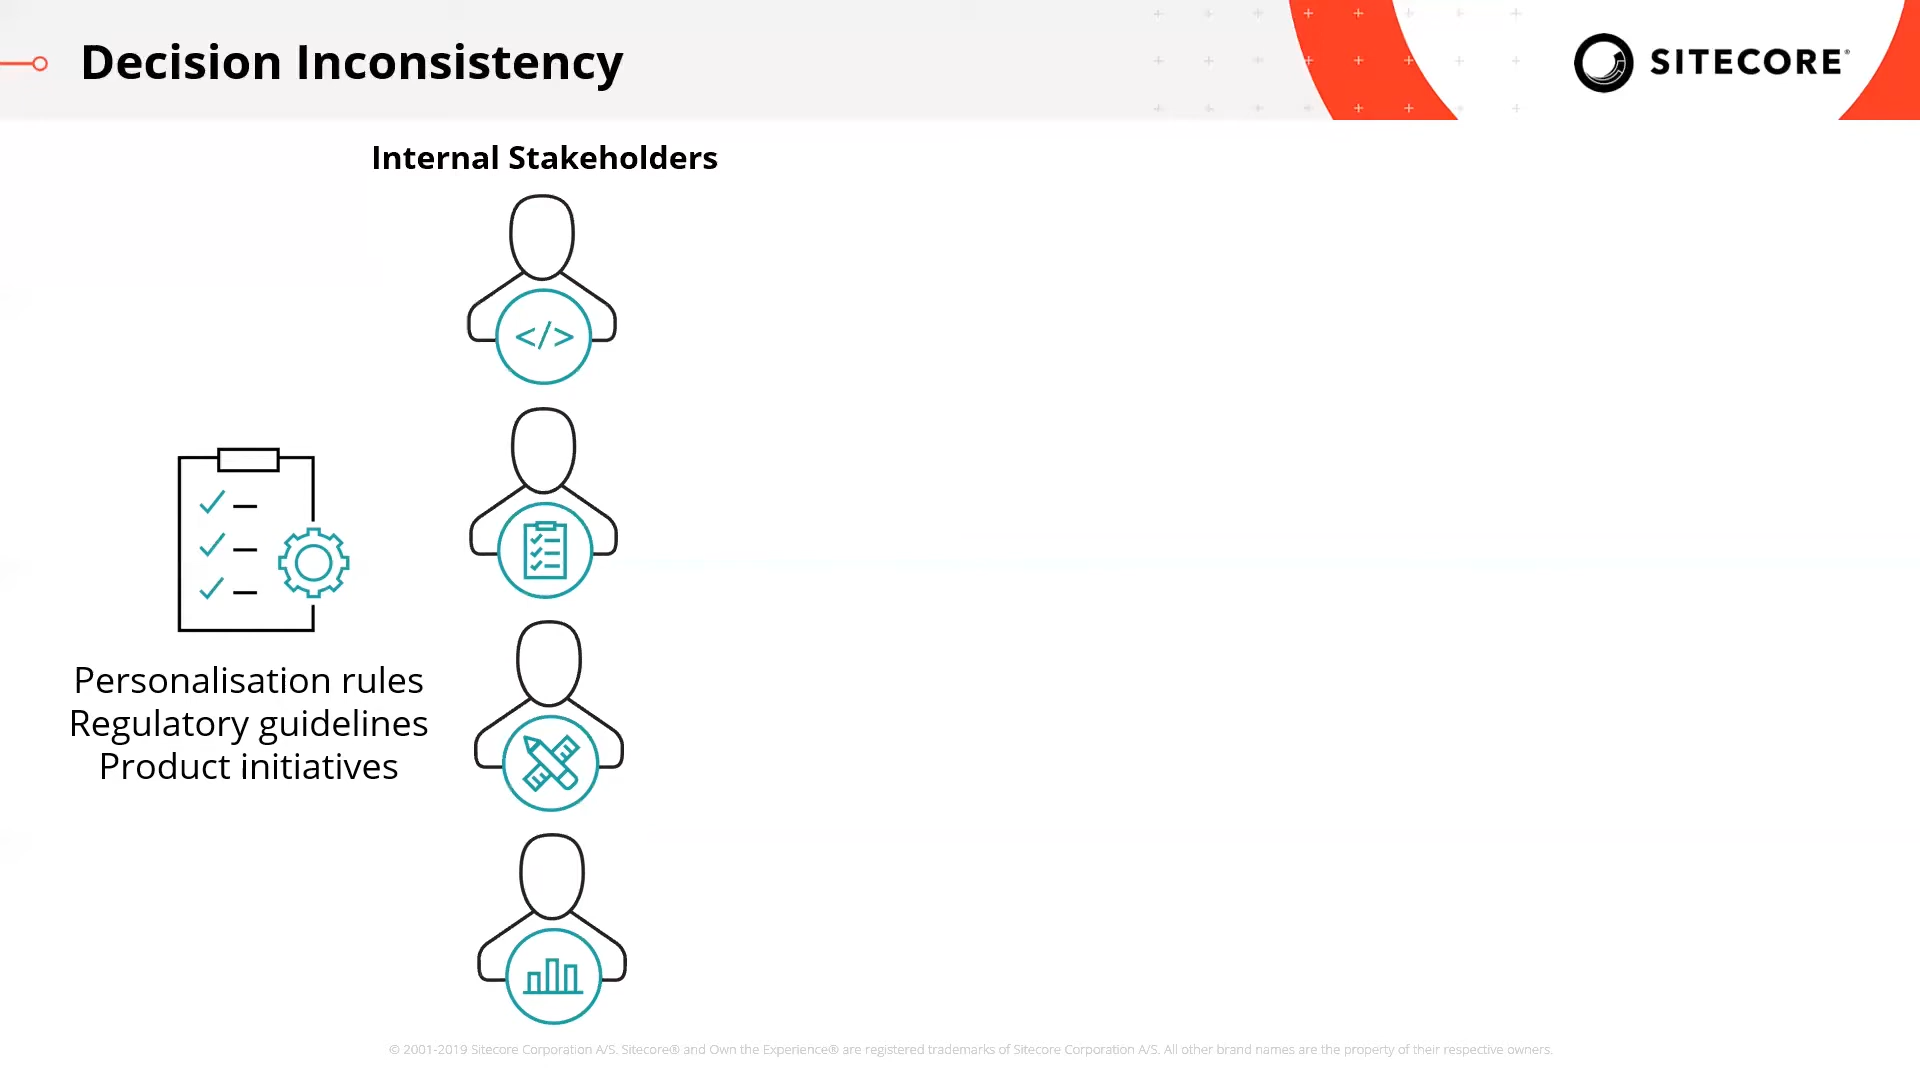 Decision Inconsistency
SITECORE®
Internal Stakeholders
</>
Personalisation rules
Regulatory guidelines
Product initiatives
© 2001-2019 Sitecore Corporation A/S. Sitecore® and Own the Experience® are registered trademarks of Sitecore Corporation A/S. All other brand names are the property of their respective owners.